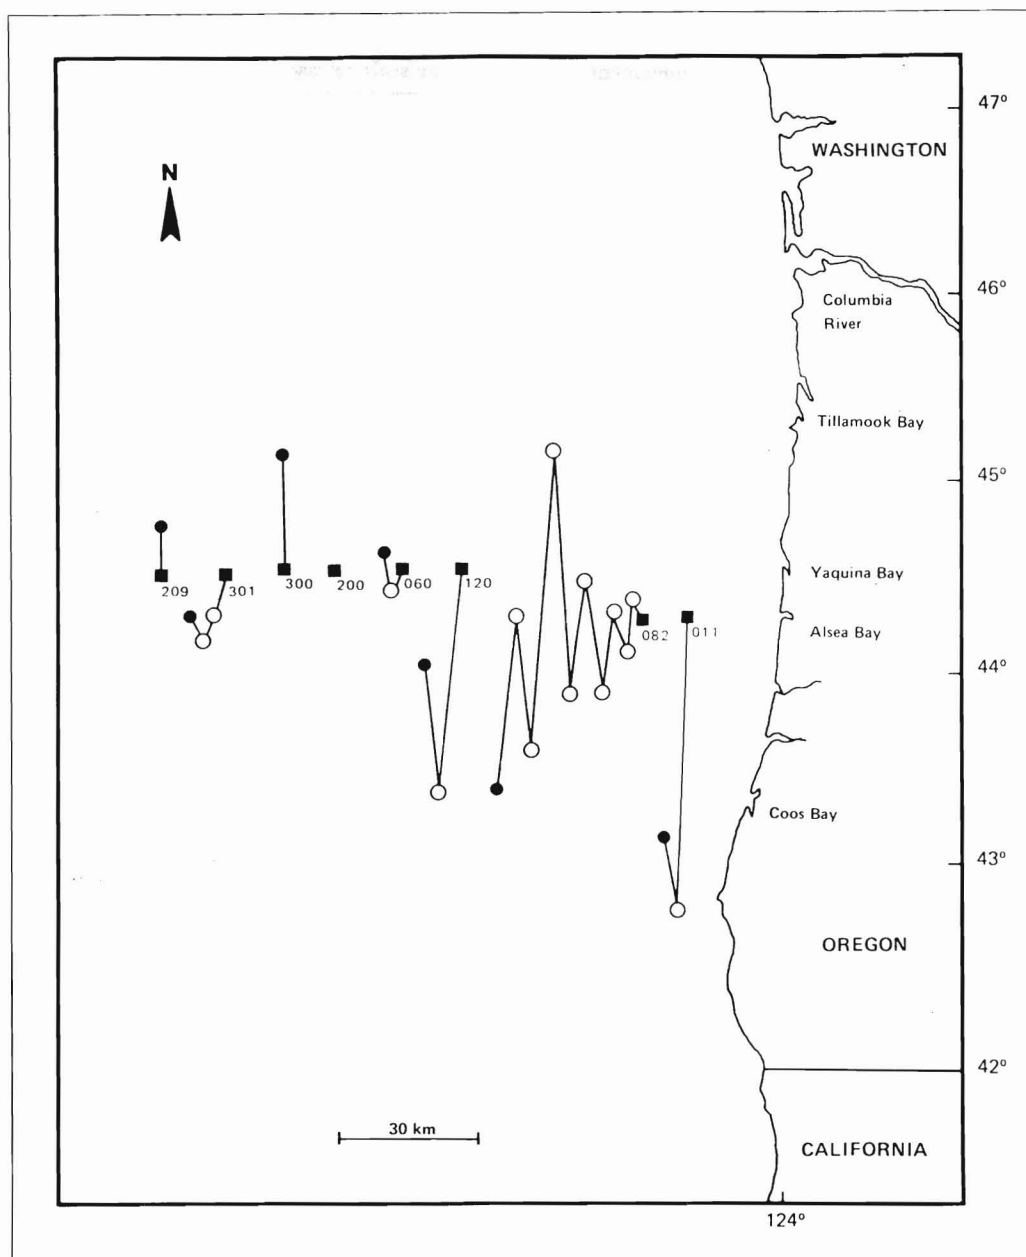 47°
WASHINGTON
N
46°
Columbia
River
Tillamook Bay
45°
Yaquina Bay
209
301
300
200
060
120
082
011
Alsea Bay
44°
Coos Bay
43°
OREGON
42°
30 km
CALIFORNIA
124°